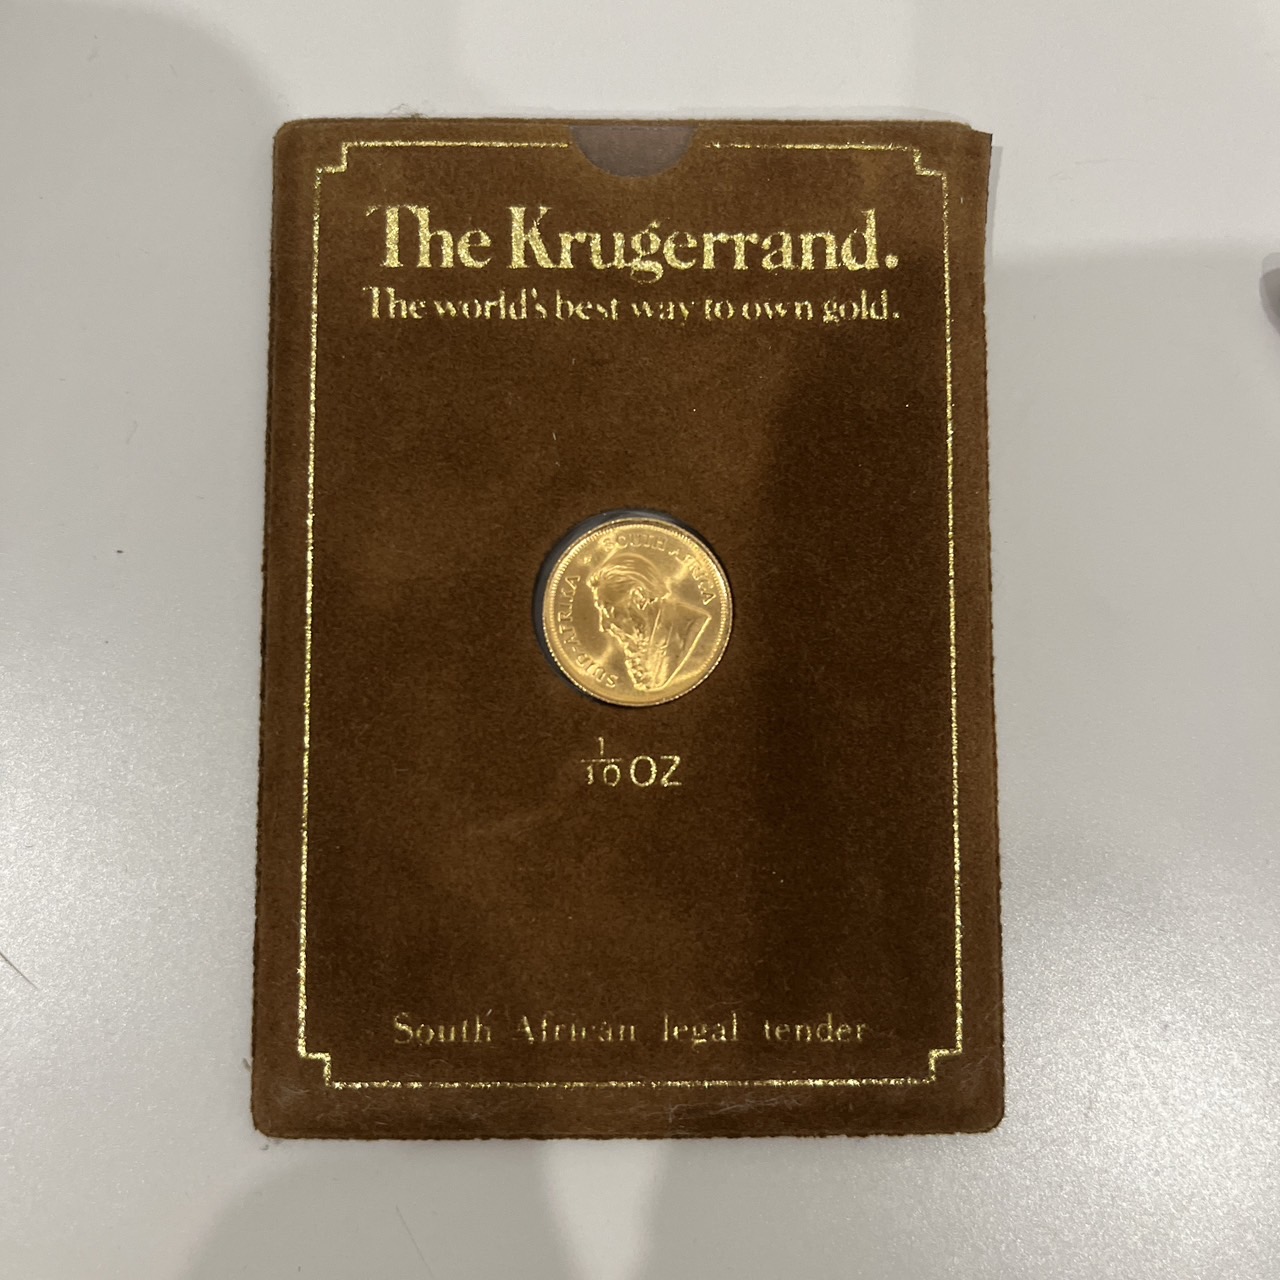 The Krugerrand.
The world's best way to own gold.
SUID-AFRIKA • SOUTH AFRICA
1/10 OZ
South African legal tender